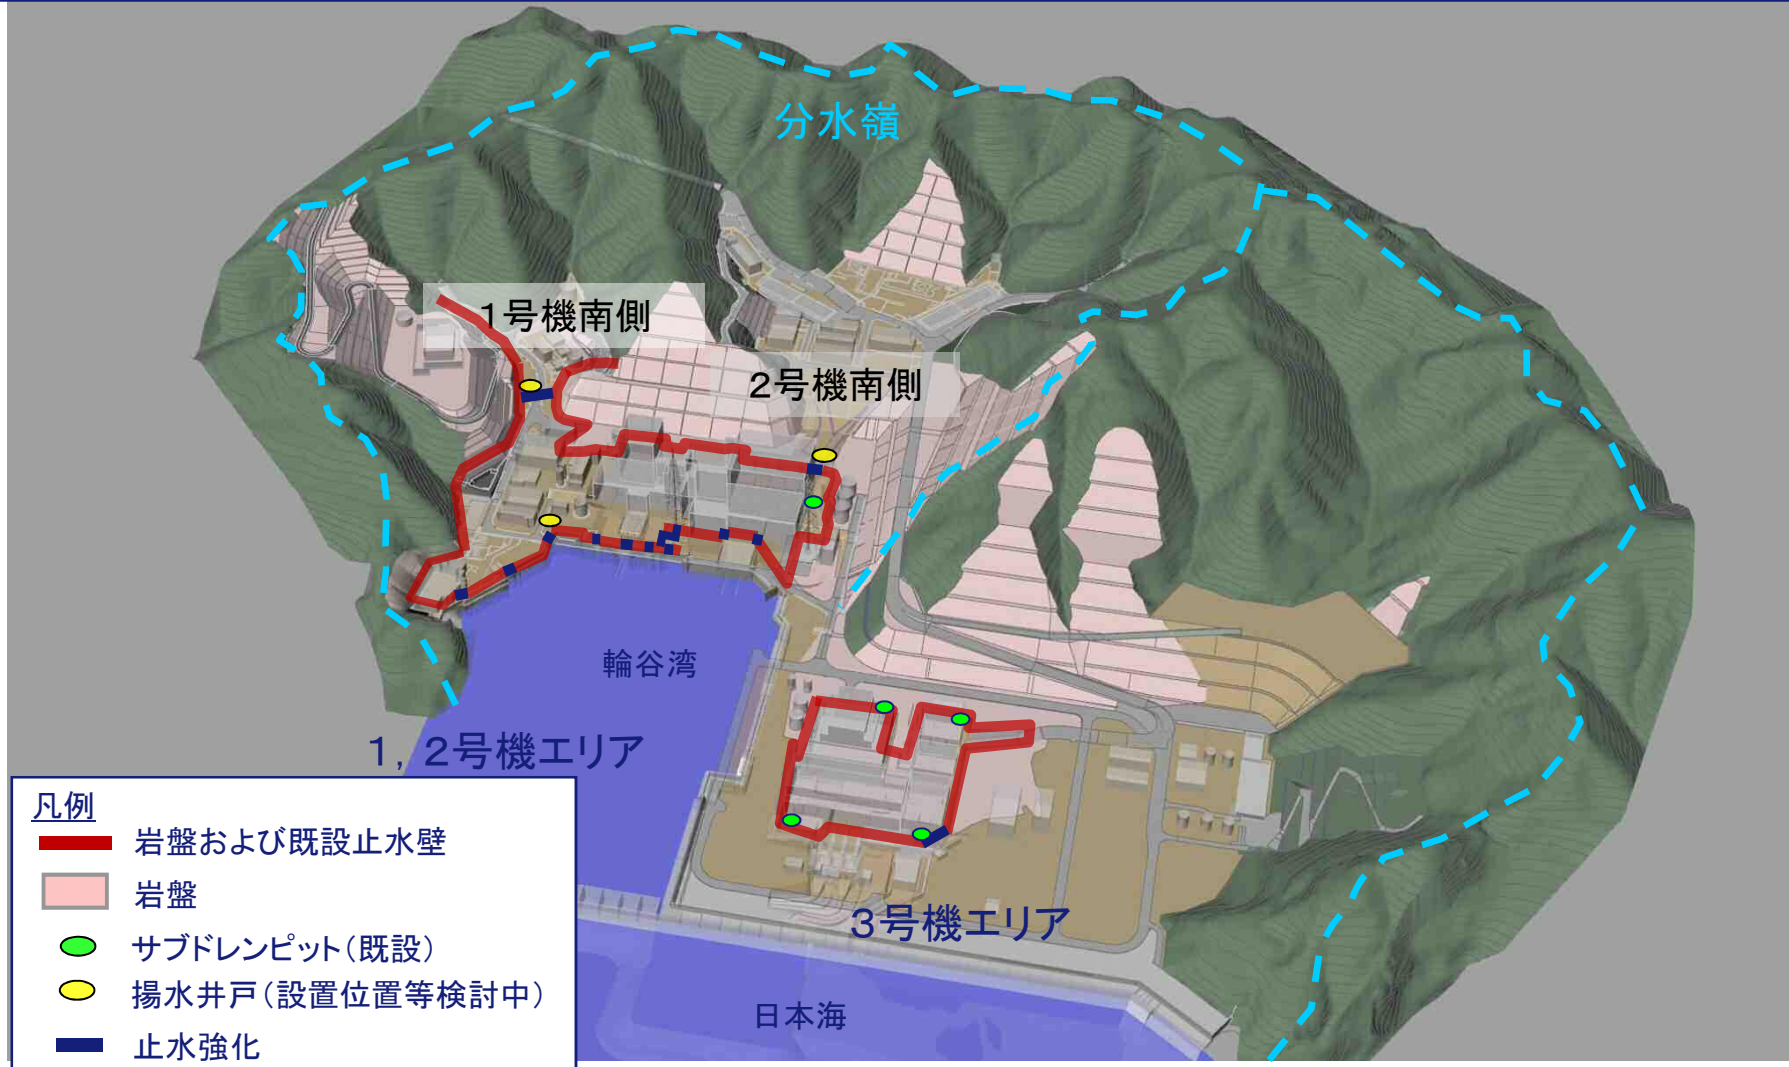 分水嶺
1号機南側
2号機南側
輪谷湾
1,2号機エリア
3号機エリア
日本海
凡例
岩盤および既設止水壁
岩盤
サブドレンピット(既設)
揚水井戸(設置位置等検討中)
止水強化